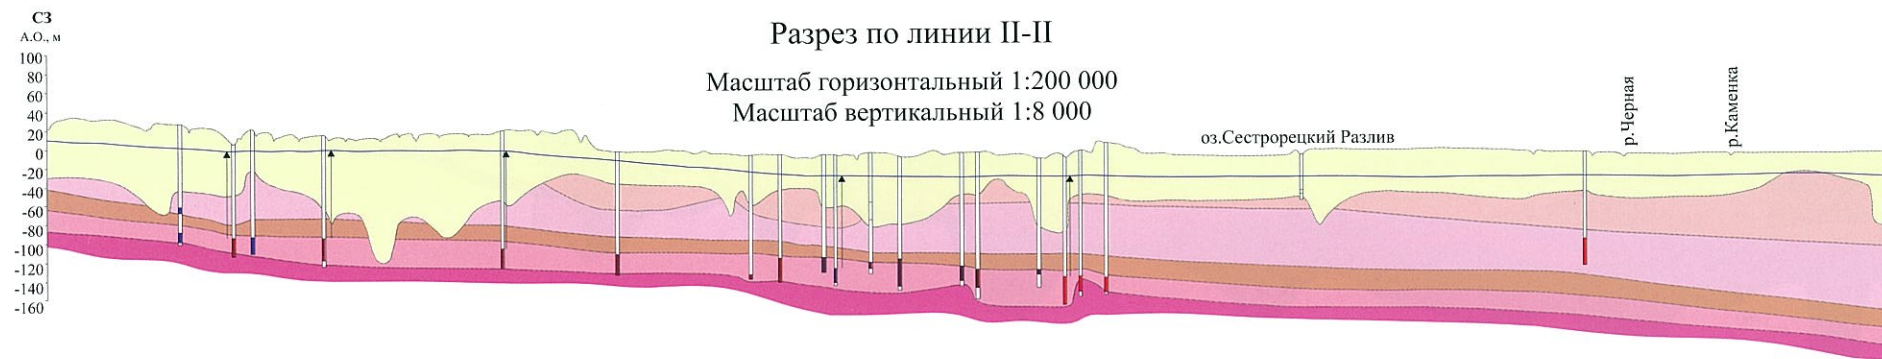 СЗ
А.О., м
Разрез по линии II-II
Масштаб горизонтальный 1:200 000
Масштаб вертикальный 1:8 000
100
80
60
40
20
0
-20
-40
-60
-80
-100
-120
-140
-160
оз.Сестрорецкий Разлив
р.Черная
р.Каменка